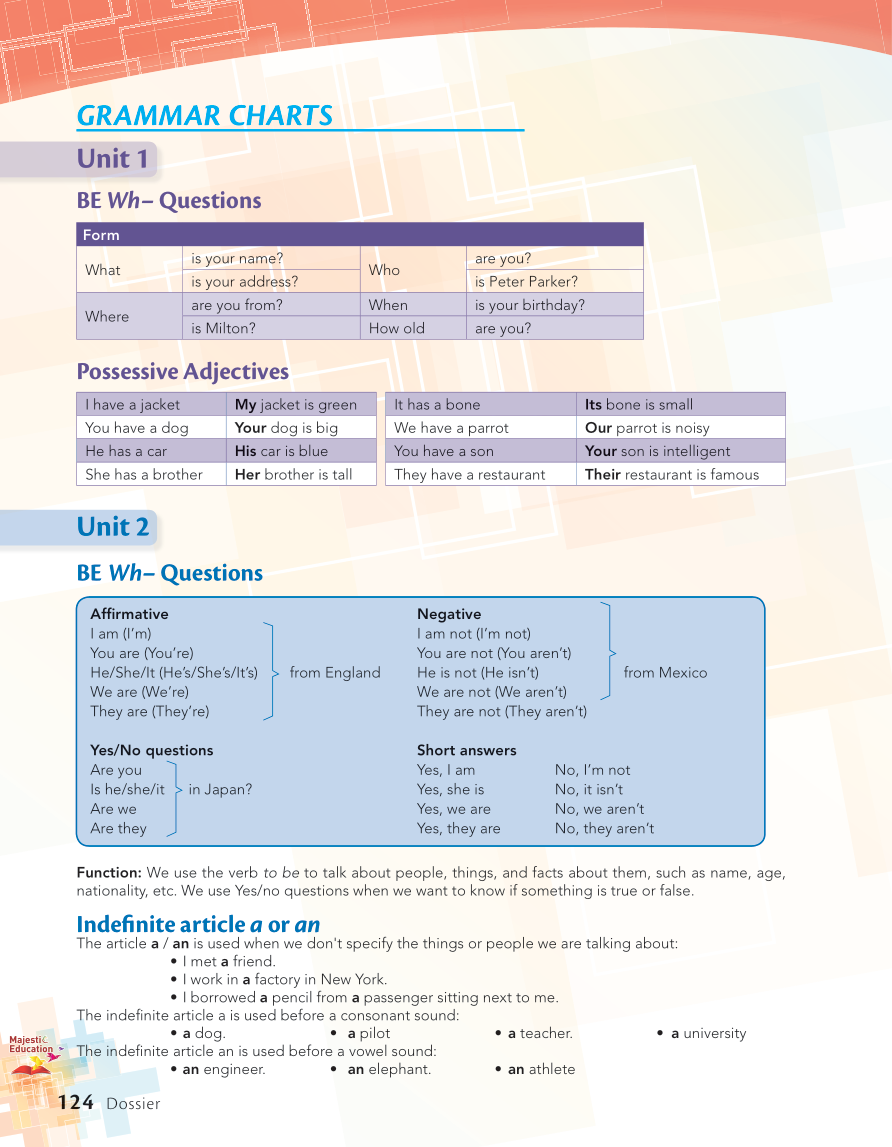 GRAMMAR CHARTS
Unit 1
BE Wh– Questions
Form
What
is your name?
is your address?
Who
are you?
is Peter Parker?
Where
are you from?
is Milton?
When
is your birthday?
How old
are you?
Possessive Adjectives
I have a jacket My jacket is green
You have a dog Your dog is big
He has a car His car is blue
She has a brother Her brother is tall
It has a bone Its bone is small
We have a parrot Our parrot is noisy
You have a son Your son is intelligent
They have a restaurant Their restaurant is famous
Unit 2
BE Wh– Questions
Affirmative
I am (I’m)
You are (You’re)
He/She/It (He’s/She’s/It’s) from England
We are (We’re)
They are (They’re)
Negative
I am not (I’m not)
You are not (You aren’t)
He is not (He isn’t) from Mexico
We are not (We aren’t)
They are not (They aren’t)
Yes/No questions
Are you
Is he/she/it in Japan?
Are we
Are they
Short answers
Yes, I am No, I’m not
Yes, she is No, it isn’t
Yes, we are No, we aren’t
Yes, they are No, they aren’t
Function: We use the verb to be to talk about people, things, and facts about them, such as name, age,
nationality, etc. We use Yes/no questions when we want to know if something is true or false.
Indefinite article a or an
The article a / an is used when we don't specify the things or people we are talking about:
• I met a friend.
• I work in a factory in New York.
• I borrowed a pencil from a passenger sitting next to me.
The indefinite article a is used before a consonant sound:
• a dog. • a pilot • a teacher. • a university
The indefinite article an is used before a vowel sound:
• an engineer. • an elephant. • an athlete
Majestic
Education
124 Dossier